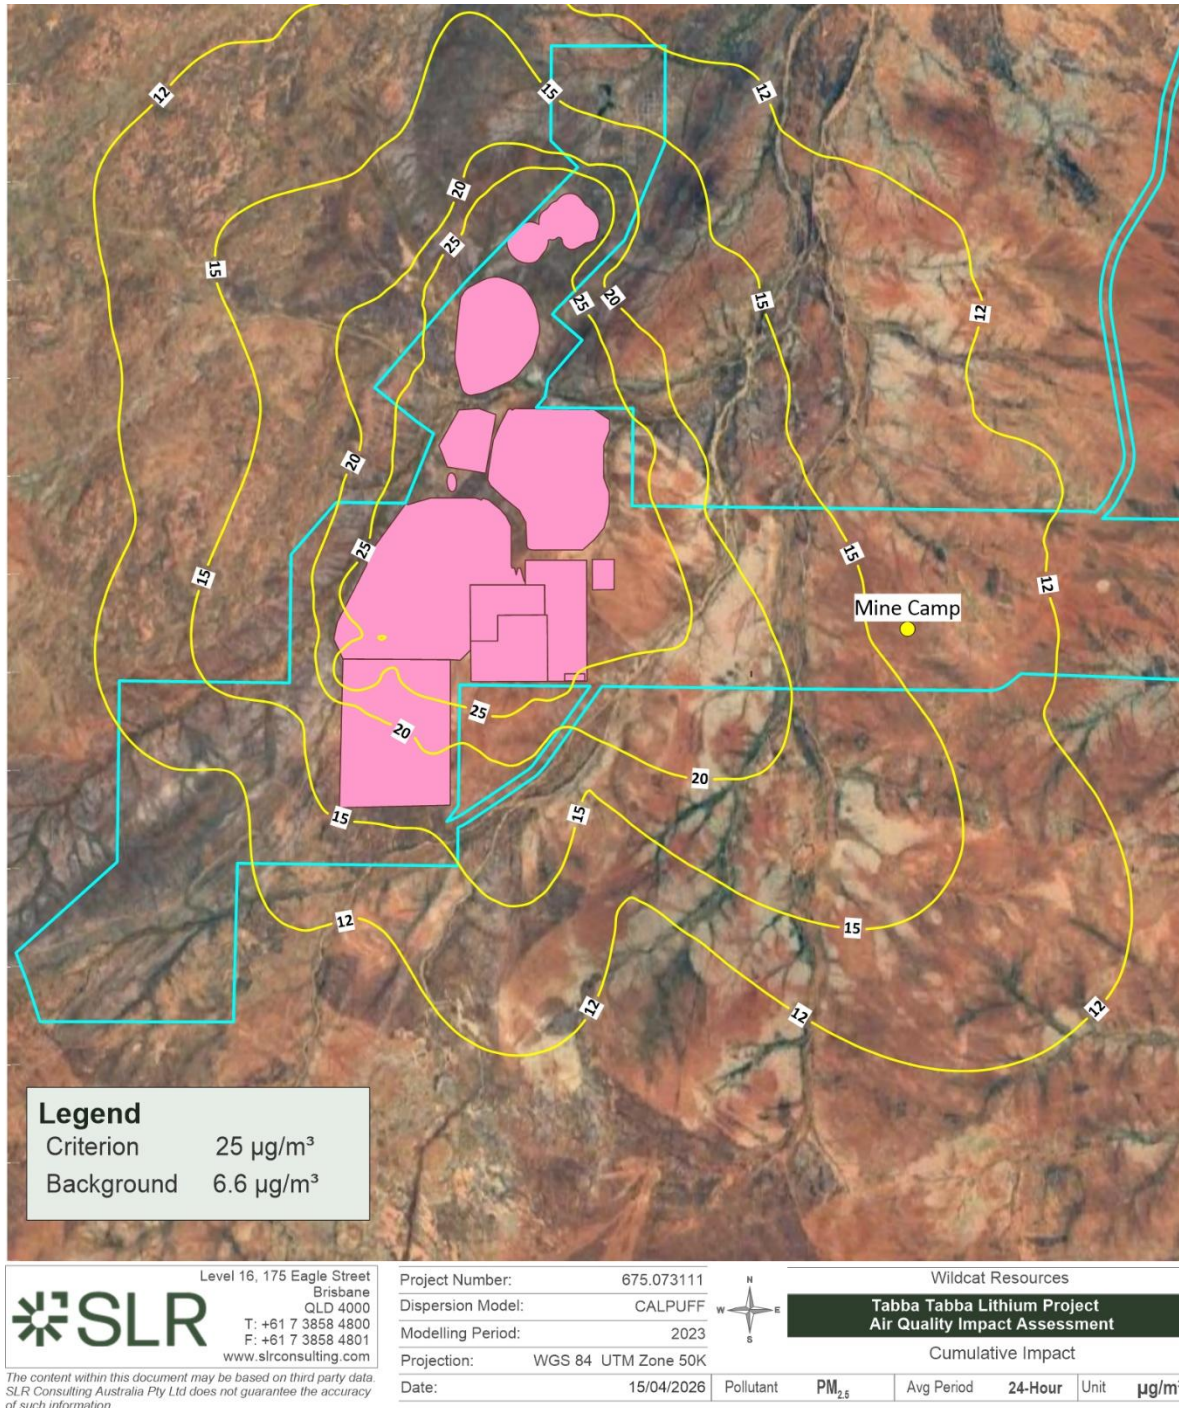 12
15
12
20
25
15
25
20
15
12
20
25
15
15
12
Mine Camp
25
20
20
15
15
12
15
12
12
12
Legend
Criterion 25 µg/m³
Background 6.6 µg/m³
SLR
Level 16, 175 Eagle Street
Brisbane
QLD 4000
T: +61 7 3858 4800
F: +61 7 3858 4801
www.slrconsulting.com
The content within this document may be based on third party data.
SLR Consulting Australia Pty Ltd does not guarantee the accuracy
of such information
Project Number: 675.073111
Dispersion Model: CALPUFF
Modelling Period: 2023
Projection: WGS 84 UTM Zone 50K
Date: 15/04/2026
N
W E
S
Wildcat Resources
Tabba Tabba Lithium Project
Air Quality Impact Assessment
Cumulative Impact
Pollutant PM2.5 Avg Period 24-Hour Unit µg/m³